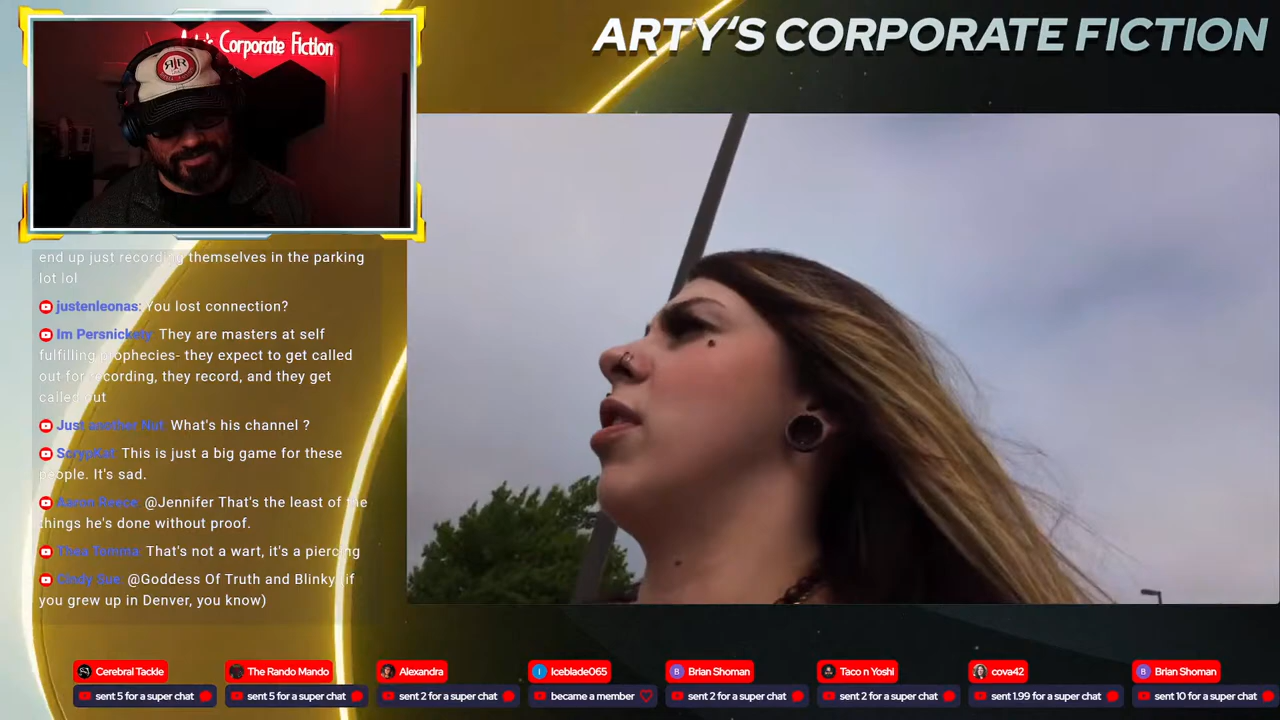 Art's Corporate Fiction
ARTY'S CORPORATE FICTION
end up just recording themselves in the parking
lot lol
justenleonas: You lost connection?
Im Persnickety: They are masters at self
fulfilling prophecies- they expect to get called
out for recording, they record, and they get
called out
Just another Nut: What's his channel ?
ScrypKat: This is just a big game for these
people. It's sad.
Aaron Reece: @Jennifer That's the least of the
things he's done without proof.
Thea Tomma: That's not a wart, it's a piercing
Cindy Sue: @Goddess Of Truth and Blinky (if
you grew up in Denver, you know)
Cerebral Tackle
The Rando Mando
Alexandra
Iceblade065
Brian Shoman
Taco n Yoshi
cova42
Brian Shoman
sent 5 for a super chat
sent 5 for a super chat
sent 2 for a super chat
became a member
sent 2 for a super chat
sent 2 for a super chat
sent 1.99 for a super chat
sent 10 for a super chat